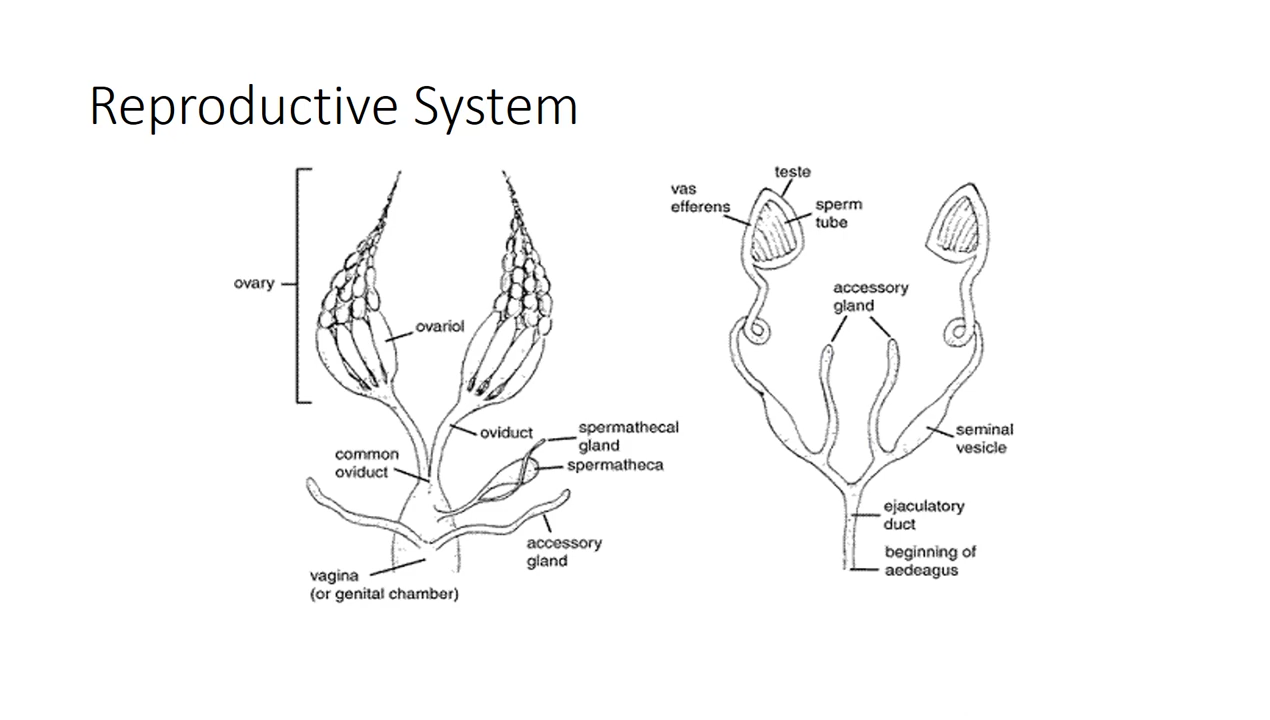 Reproductive System
ovary
ovariol
oviduct
common
oviduct
spermathecal
gland
spermatheca
accessory
gland
vagina
(or genital chamber)
teste
vas
efferens
sperm
tube
accessory
gland
seminal
vesicle
ejaculatory
duct
beginning of
aedeagus